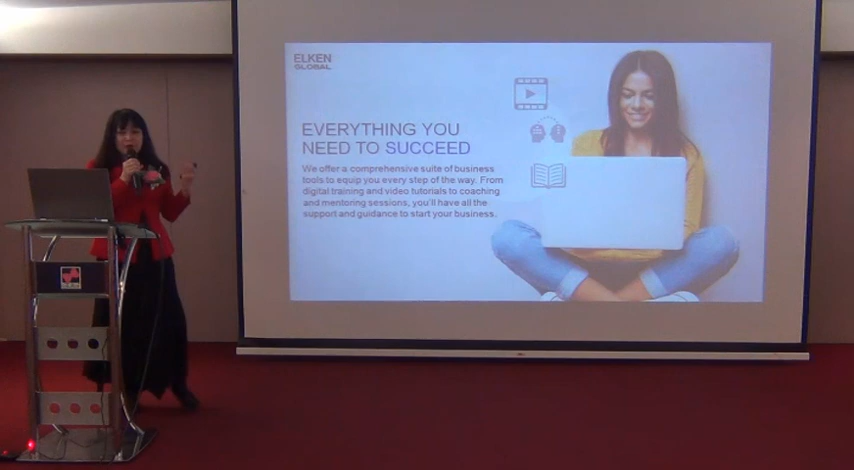 ELKEN
GLOBAL
EVERYTHING YOU
NEED TO SUCCEED
We offer a comprehensive suite of business
tools to equip you every step of the way. From
digital training and video tutorials to coaching
and mentoring sessions, you'll have all the
support and guidance to start your business.